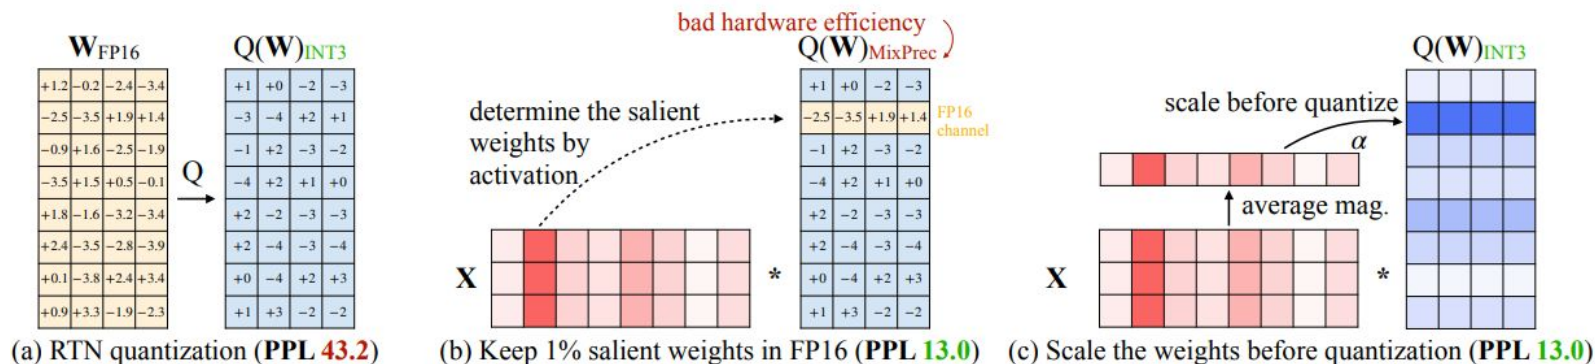 bad hardware efficiency
W_FP16
Q(W)_INT3
Q(W)_MixPrec
Q(W)_INT3
+1.2 −0.2 −2.4 −3.4
−2.5 −3.5 +1.9 +1.4
−0.9 +1.6 −2.5 −1.9
−3.5 +1.5 +0.5 −0.1
+1.8 −1.6 −3.2 −3.4
+2.4 −3.5 −2.8 −3.9
+0.1 −3.8 +2.4 +3.4
+0.9 +3.3 −1.9 −2.3
Q
+1 +0 −2 −3
−3 −4 +2 +1
−1 +2 −3 −2
−4 +2 +1 +0
+2 −2 −3 −3
+2 −4 −3 −4
+0 −4 +2 +3
+1 +3 −2 −2
(a) RTN quantization (PPL 43.2)
determine the salient
weights by
activation
X
*
+1 +0 −2 −3
−2.5 −3.5 +1.9 +1.4
FP16
channel
−1 +2 −3 −2
−4 +2 +1 +0
+2 −2 −3 −3
+2 −4 −3 −4
+0 −4 +2 +3
+1 +3 −2 −2
(b) Keep 1% salient weights in FP16 (PPL 13.0)
scale before quantize
α
average mag.
X
*
(c) Scale the weights before quantization (PPL 13.0)